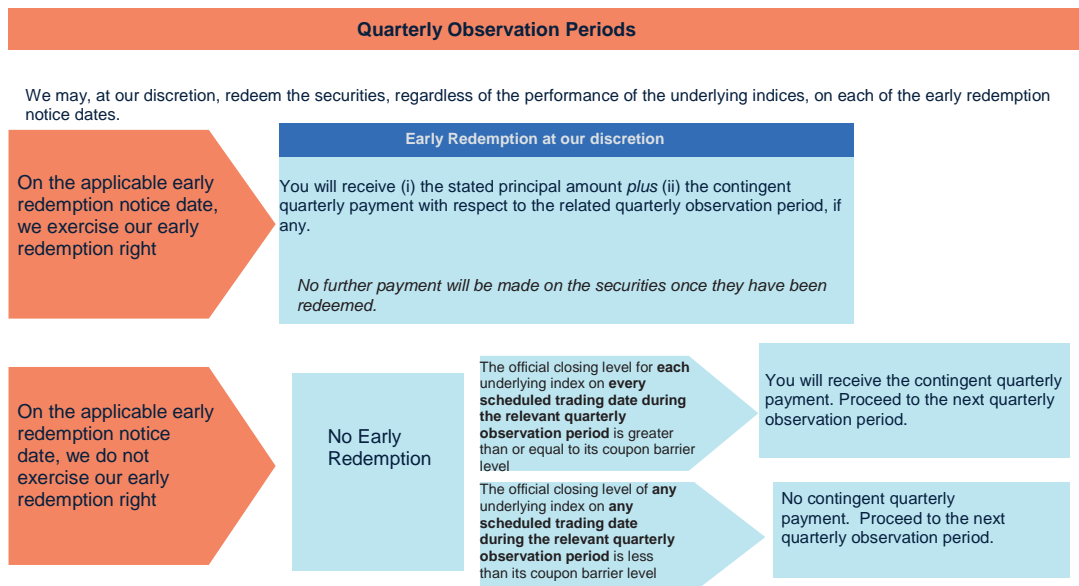 Quarterly Observation Periods
We may, at our discretion, redeem the securities, regardless of the performance of the underlying indices, on each of the early redemption
notice dates.
On the applicable early
redemption notice date,
we exercise our early
redemption right
Early Redemption at our discretion
You will receive (i) the stated principal amount plus (ii) the contingent
quarterly payment with respect to the related quarterly observation period, if
any.
No further payment will be made on the securities once they have been
redeemed.
On the applicable early
redemption notice
date, we do not
exercise our early
redemption right
No Early
Redemption
The official closing level for each
underlying index on every
scheduled trading date during
the relevant quarterly
observation period is greater
than or equal to its coupon barrier
level
You will receive the contingent quarterly
payment. Proceed to the next quarterly
observation period.
The official closing level of any
underlying index on any
scheduled trading date
during the relevant quarterly
observation period is less
than its coupon barrier level
No contingent quarterly
payment.  Proceed to the next
quarterly observation period.